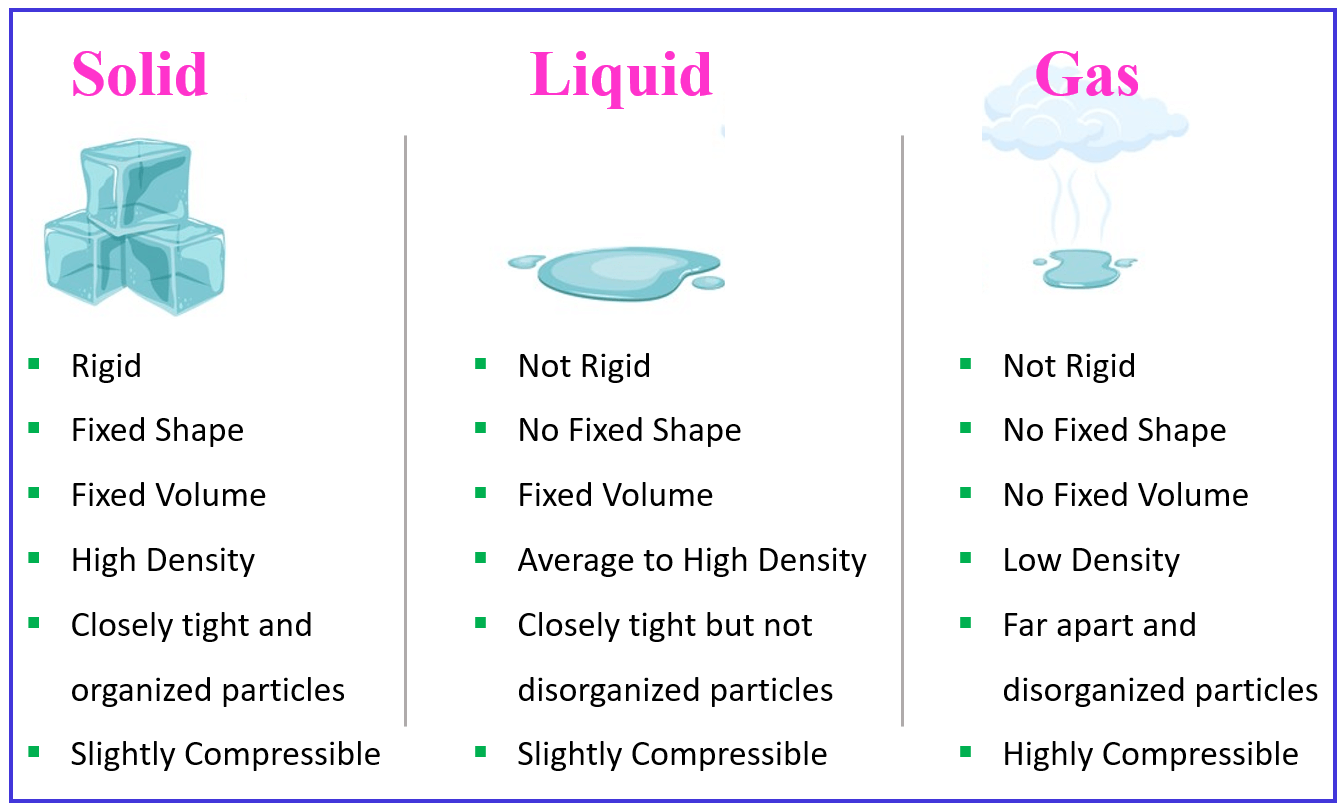 Solid
Rigid
Fixed Shape
Fixed Volume
High Density
Closely tight and
organized particles
Slightly Compressible
Liquid
Not Rigid
No Fixed Shape
Fixed Volume
Average to High Density
Closely tight but not
disorganized particles
Slightly Compressible
Gas
Not Rigid
No Fixed Shape
No Fixed Volume
Low Density
Far apart and
disorganized particles
Highly Compressible